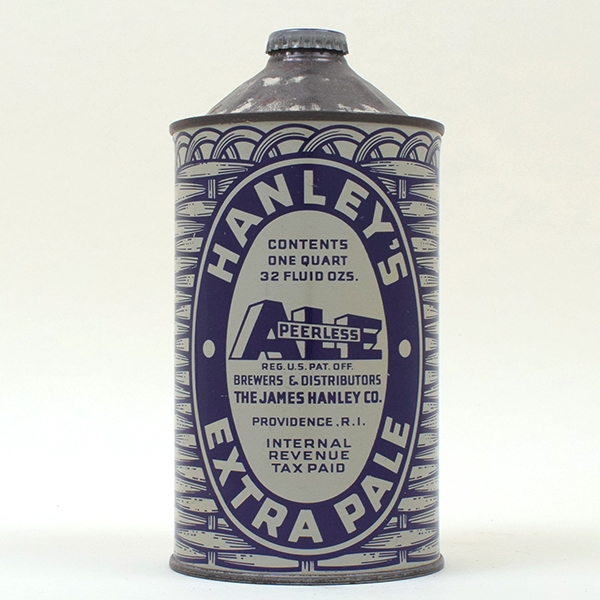 HANLEY'S
CONTENTS
ONE QUART
32 FLUID OZS.
ALE
PEERLESS
REG. U.S. PAT. OFF.
BREWERS & DISTRIBUTORS
THE JAMES HANLEY CO.
PROVIDENCE . R.I.
INTERNAL
REVENUE
TAX PAID
EXTRA PALE